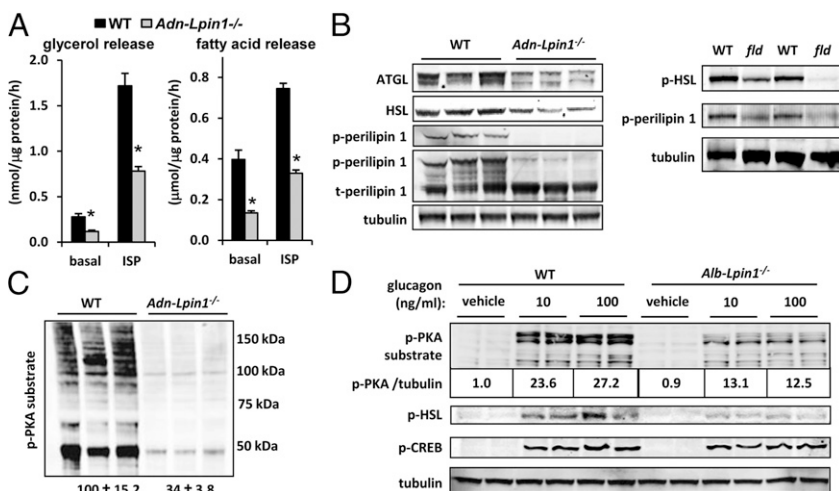 A
WT Adn-Lpin1-/-
glycerol release
fatty acid release
(nmol/µg protein/h)
2.0
1.5
1.0
0.5
0.0
* *
basal ISP
(µmol/µg protein/h)
0.8
0.6
0.4
0.2
0.0
* *
basal ISP
B
WT Adn-Lpin1-/-
ATGL
HSL
p-perilipin 1
p-perilipin 1
t-perilipin 1
tubulin
WT fld WT fld
p-HSL
p-perilipin 1
tubulin
C
WT Adn-Lpin1-/-
p-PKA substrate
150 kDa
100 kDa
75 kDa
50 kDa
100 ± 15.2 34 ± 3.8
D
WT Alb-Lpin1-/-
glucagon
(ng/ml):
vehicle 10 100 vehicle 10 100
p-PKA
substrate
p-PKA /tubulin 1.0 23.6 27.2 0.9 13.1 12.5
p-HSL
p-CREB
tubulin